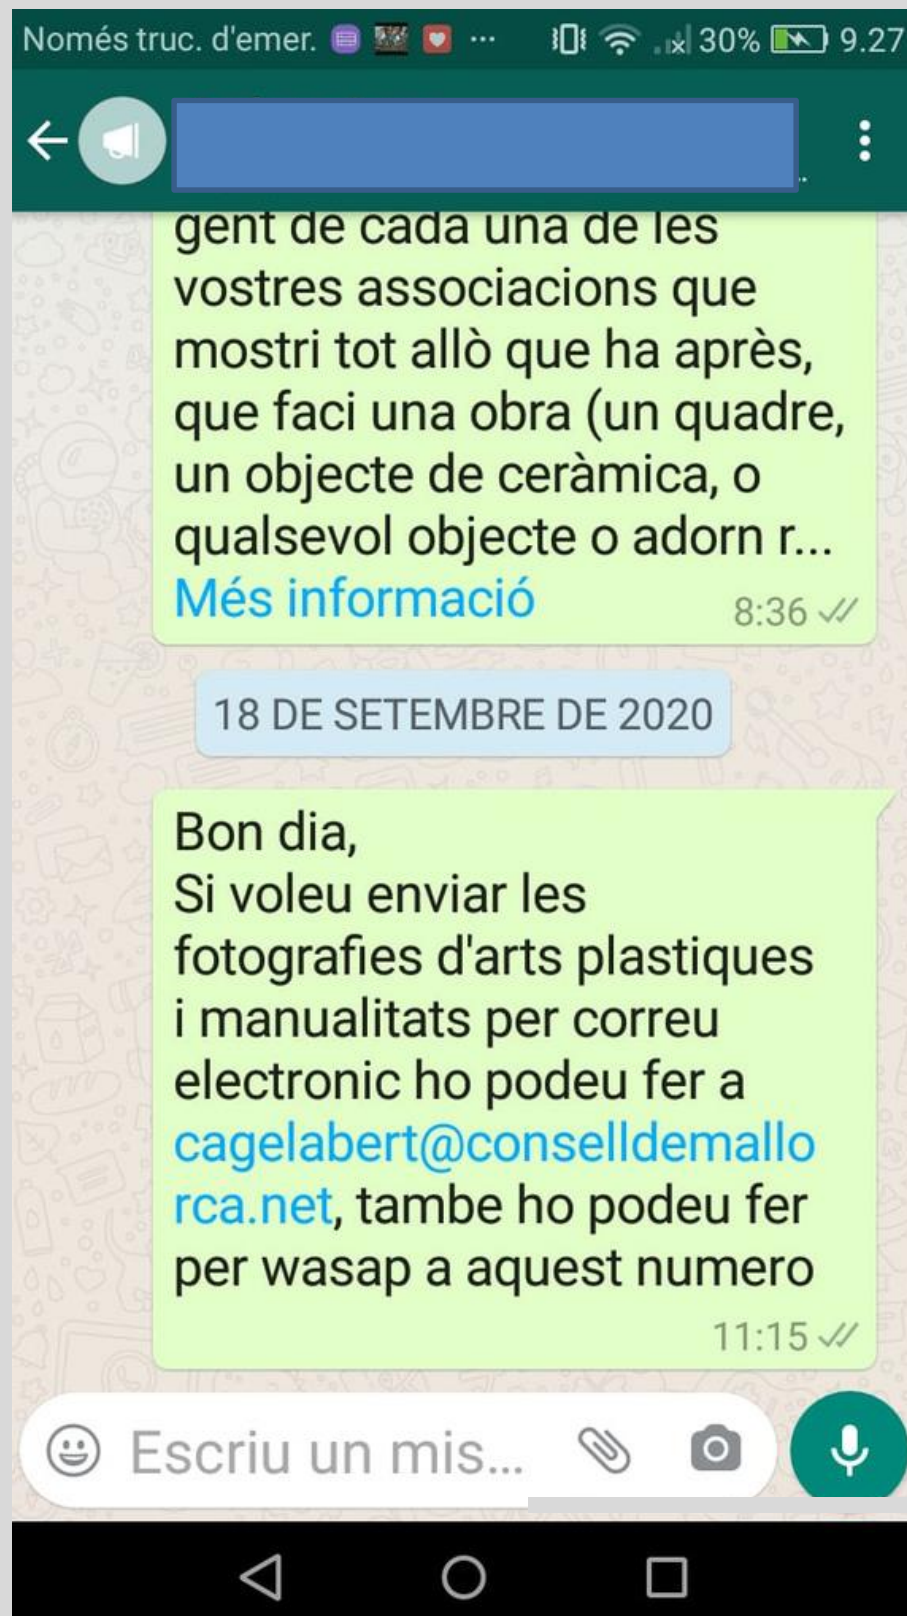 Només truc. d'emer. ... 30% 9.27
gent de cada una de les
vostres associacions que
mostri tot allò que ha après,
que faci una obra (un quadre,
un objecte de ceràmica, o
qualsevol objecte o adorn r...
Més informació 8:36
18 DE SETEMBRE DE 2020
Bon dia,
Si voleu enviar les
fotografies d'arts plastiques
i manualitats per correu
electronic ho podeu fer a
cagelabert@conselldemallo
rca.net, tambe ho podeu fer
per wasap a aquest numero
11:15
Escriu un mis...